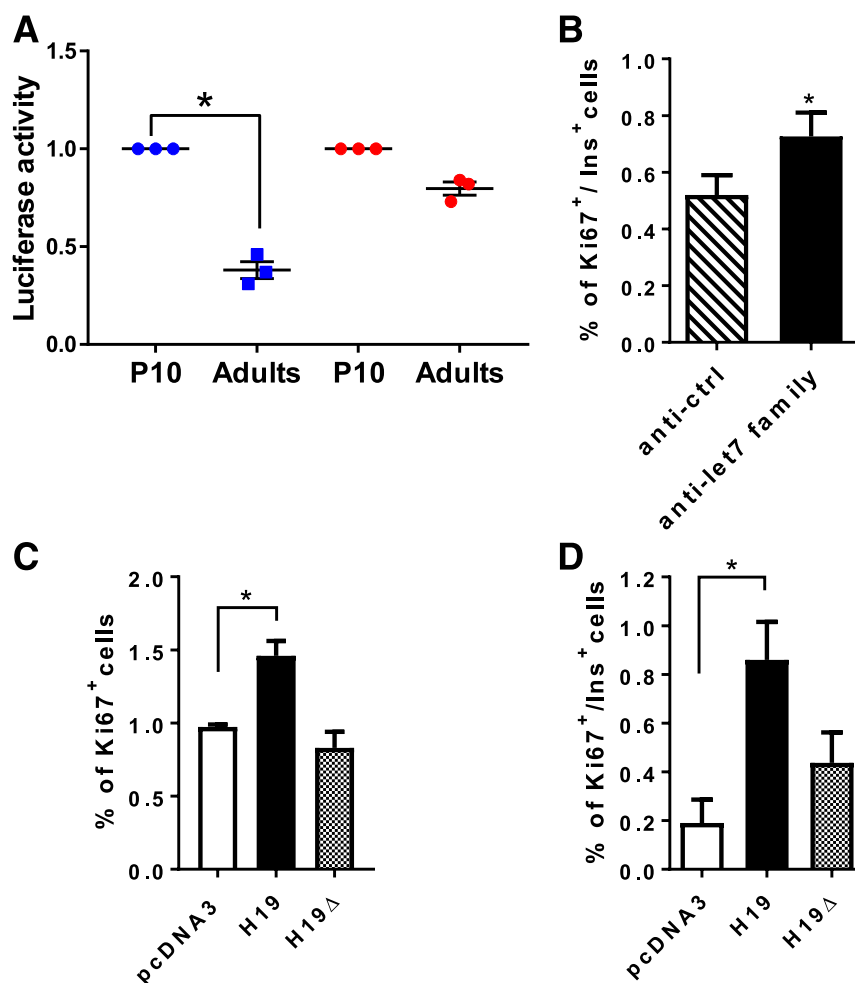 A
Luciferase activity
1.5
1.0
0.5
0.0
*
P10 Adults P10 Adults
B
% of Ki67+/ Ins+ cells
1.0
0.8
0.6
0.4
0.2
0.0
*
anti-ctrl
anti-let7 family
C
% of Ki67+ cells
2.0
1.5
1.0
0.5
0.0
*
pcDNA3
H19
H19Δ
D
% of Ki67+/Ins+ cells
1.2
1.0
0.8
0.6
0.4
0.2
0.0
*
pcDNA3
H19
H19Δ